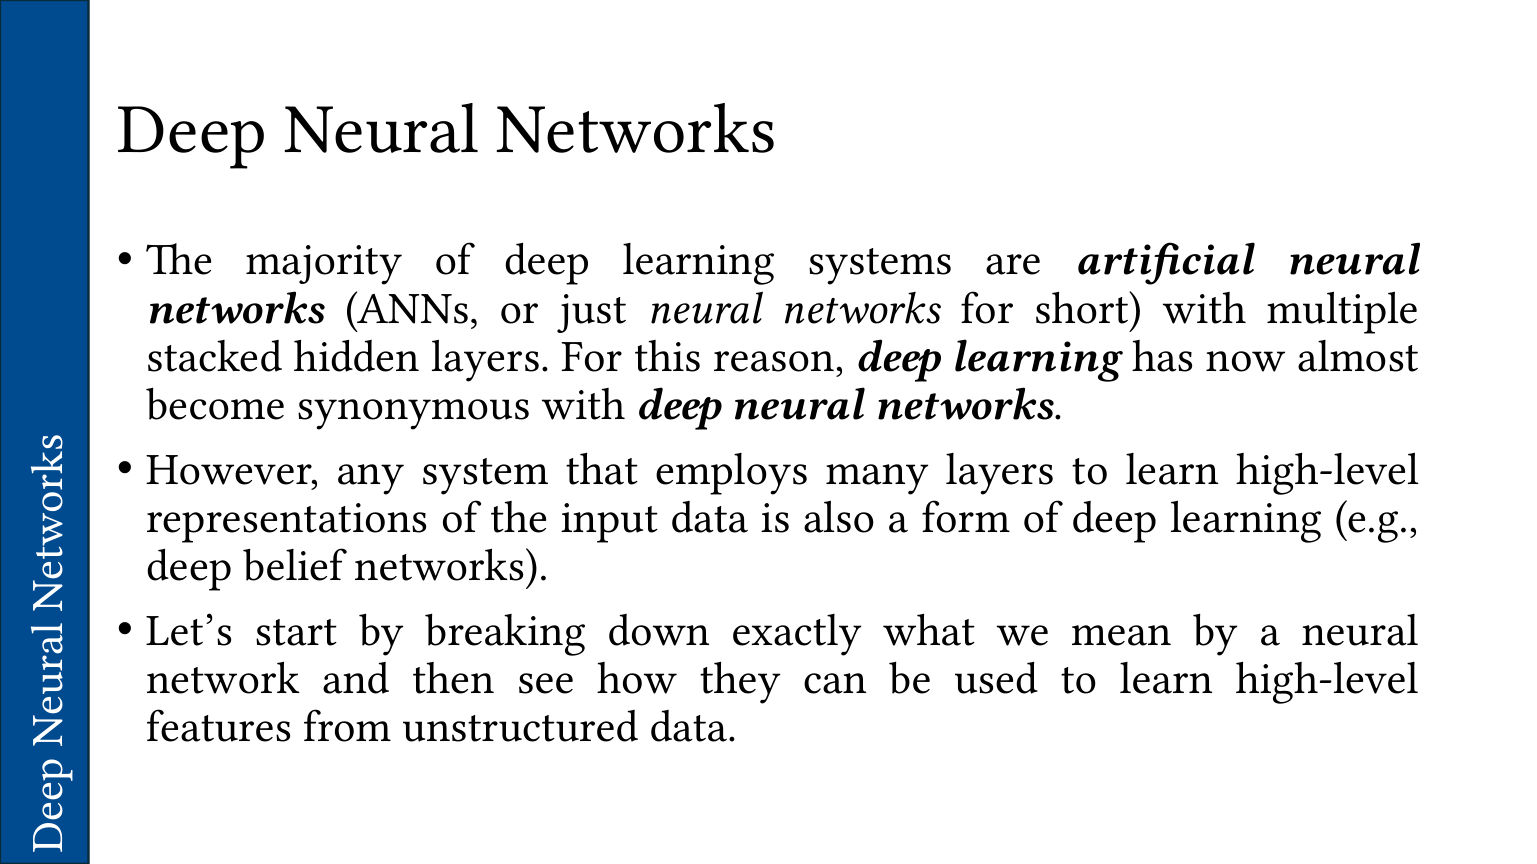 Deep Neural Networks
Deep Neural Networks
• The majority of deep learning systems are artificial neural
networks (ANNs, or just neural networks for short) with multiple
stacked hidden layers. For this reason, deep learning has now almost
become synonymous with deep neural networks.
• However, any system that employs many layers to learn high-level
representations of the input data is also a form of deep learning (e.g.,
deep belief networks).
• Let’s start by breaking down exactly what we mean by a neural
network and then see how they can be used to learn high-level
features from unstructured data.